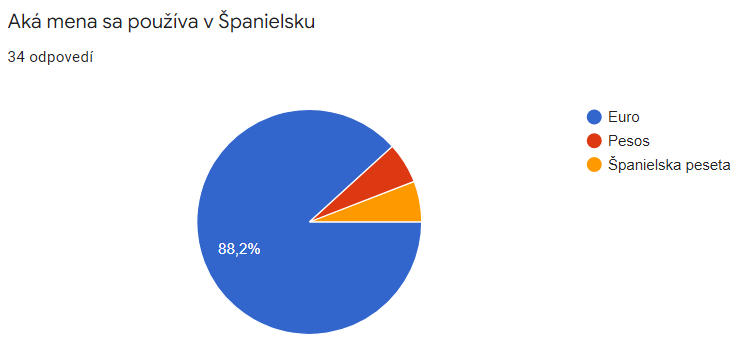 Aká mena sa používa v Španielsku
34 odpovedí
Euro
Pesos
Španielska peseta
88,2%